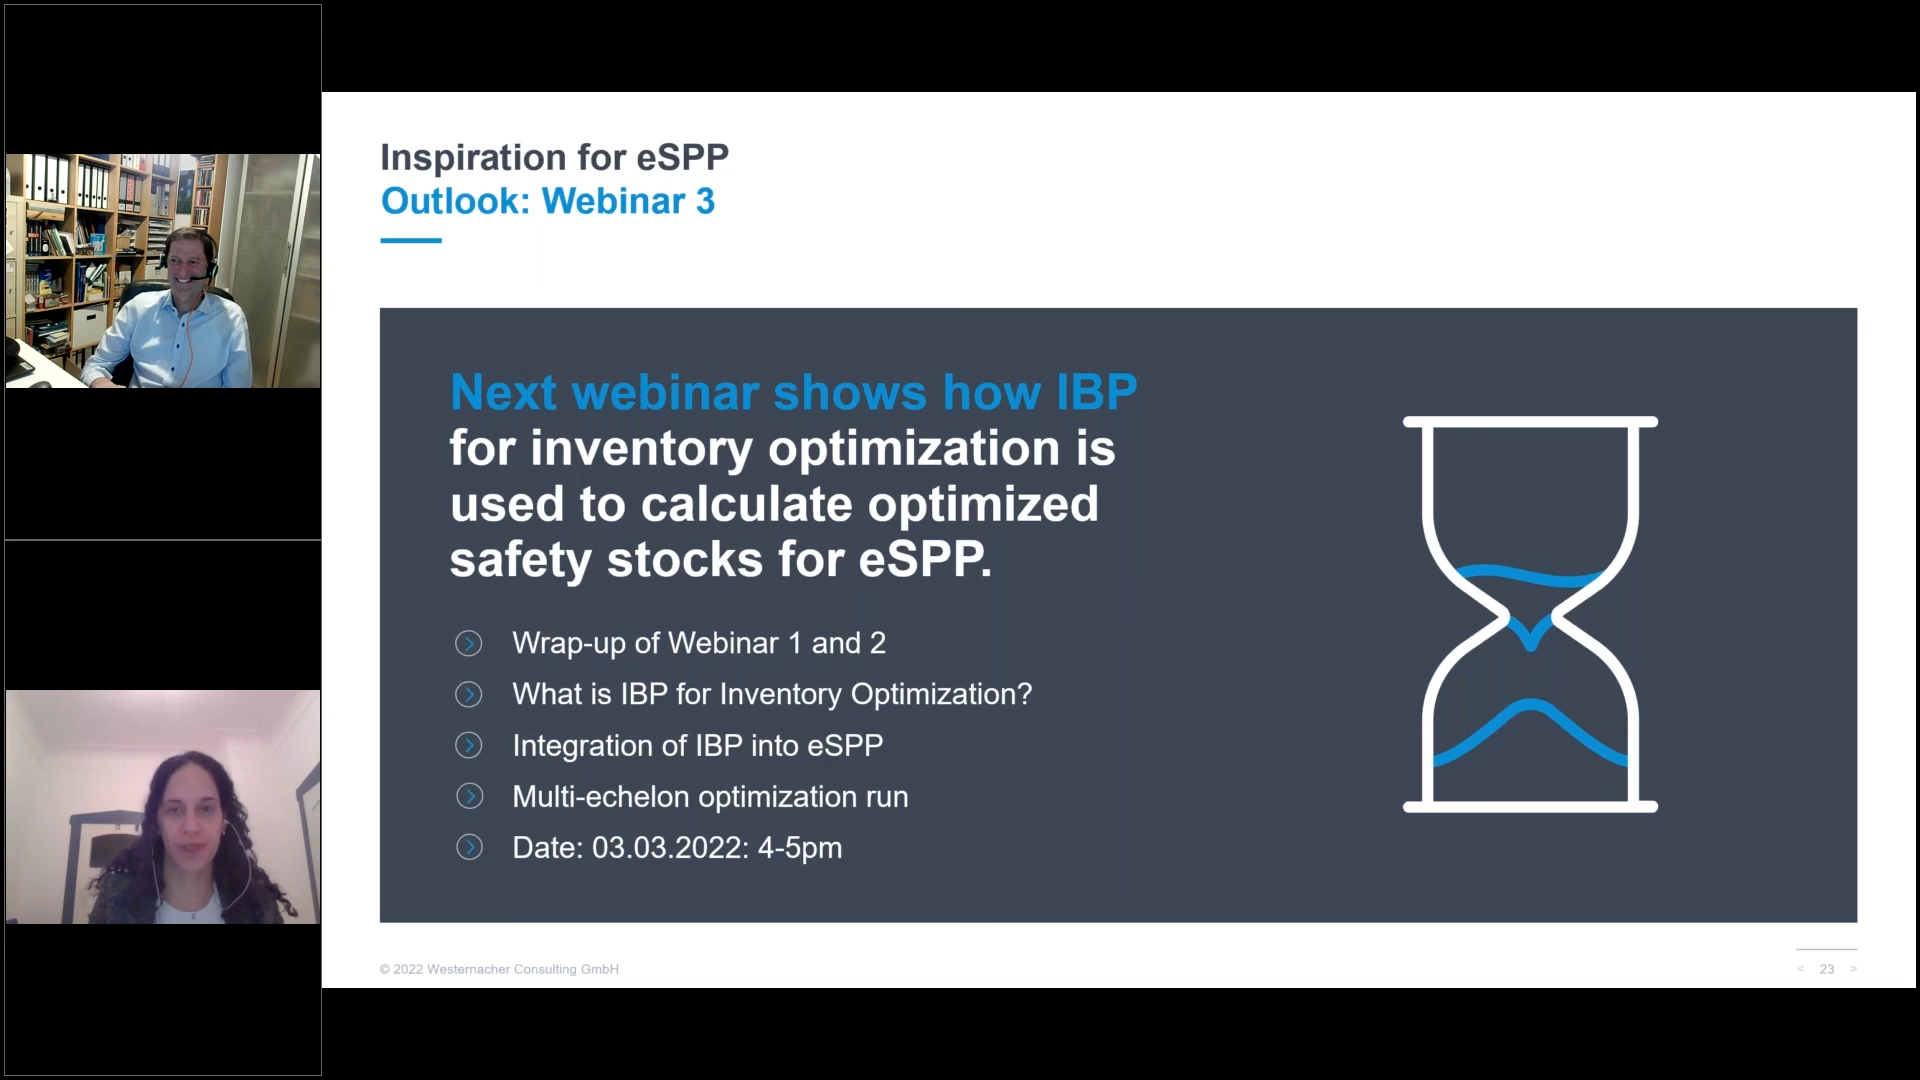 Inspiration for eSPP
Outlook: Webinar 3
Next webinar shows how IBP
for inventory optimization is
used to calculate optimized
safety stocks for eSPP.
Wrap-up of Webinar 1 and 2
What is IBP for Inventory Optimization?
Integration of IBP into eSPP
Multi-echelon optimization run
Date: 03.03.2022: 4-5pm
© 2022 Westernacher Consulting GmbH
< 23 >